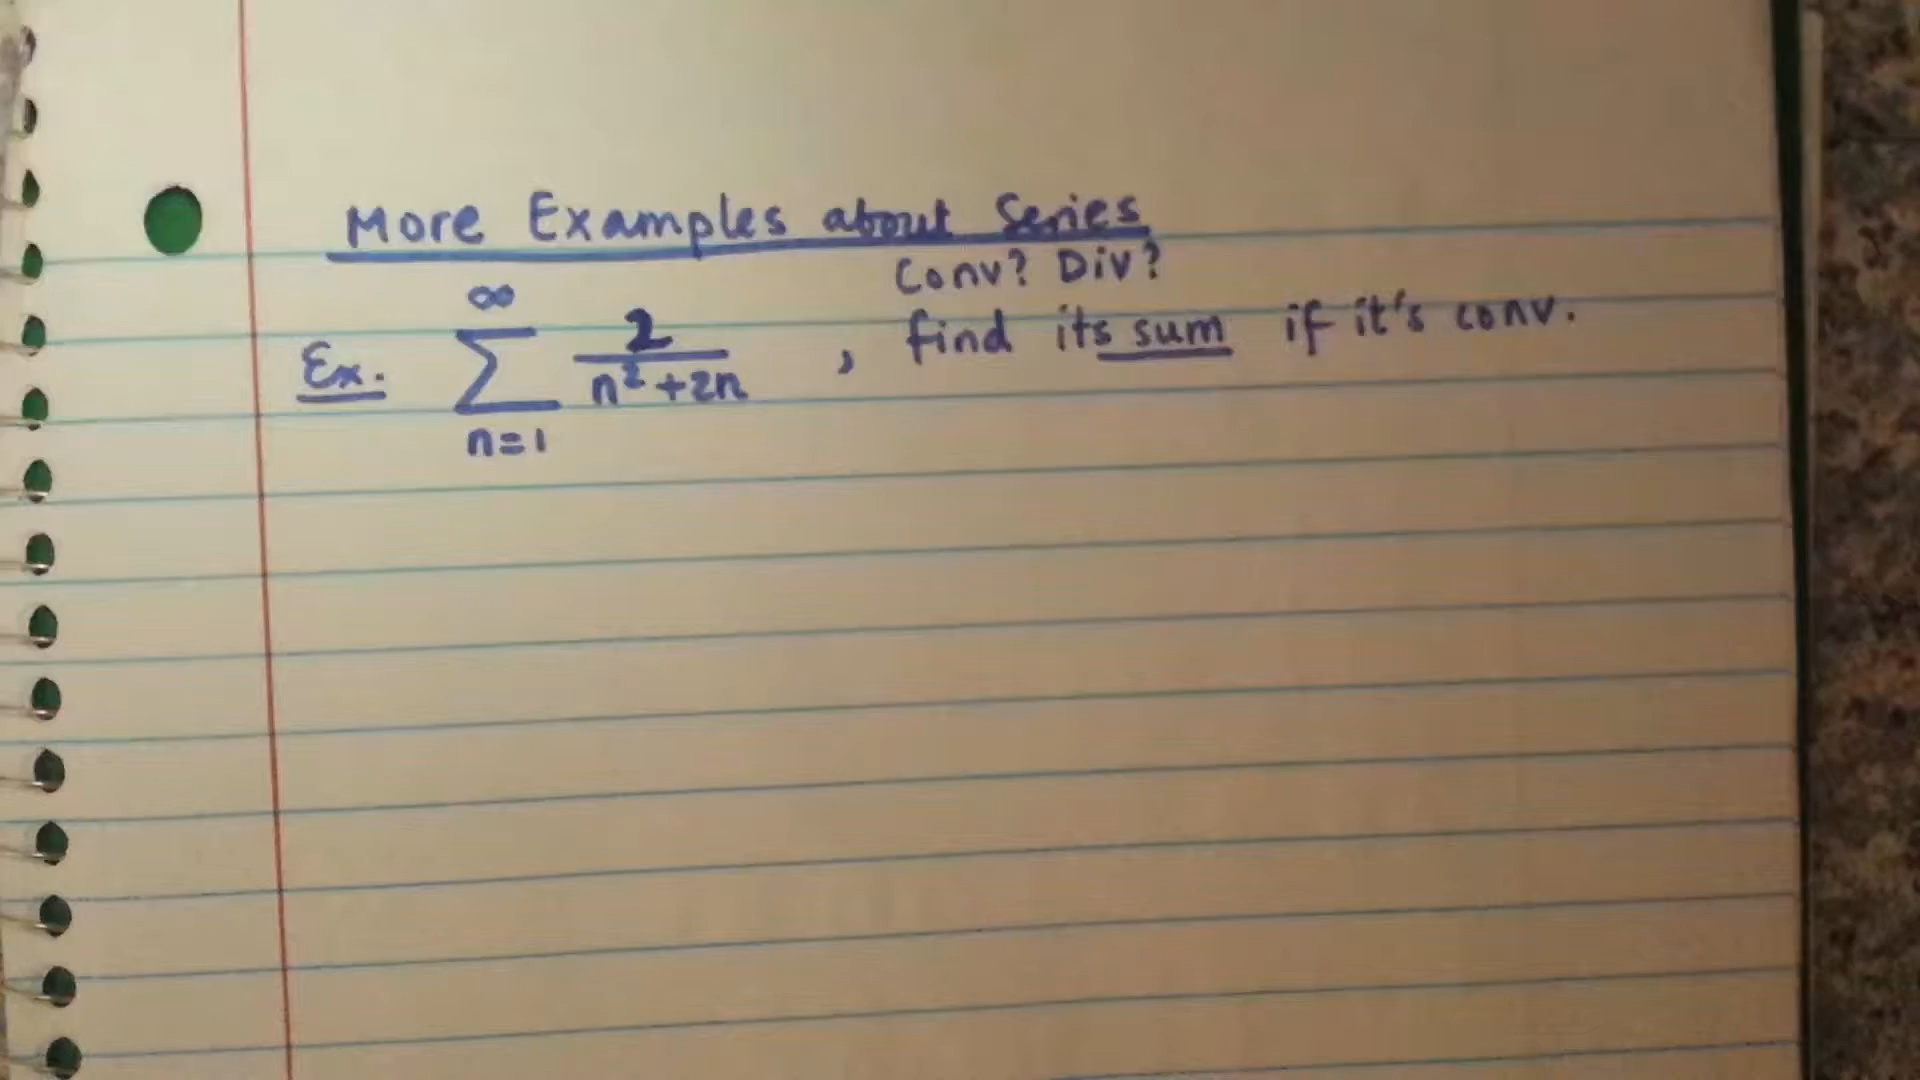 More Examples about Series
Conv? Div?
Ex. ∞ ∑ n=1 2/(n²+2n) , find its sum if it's conv.